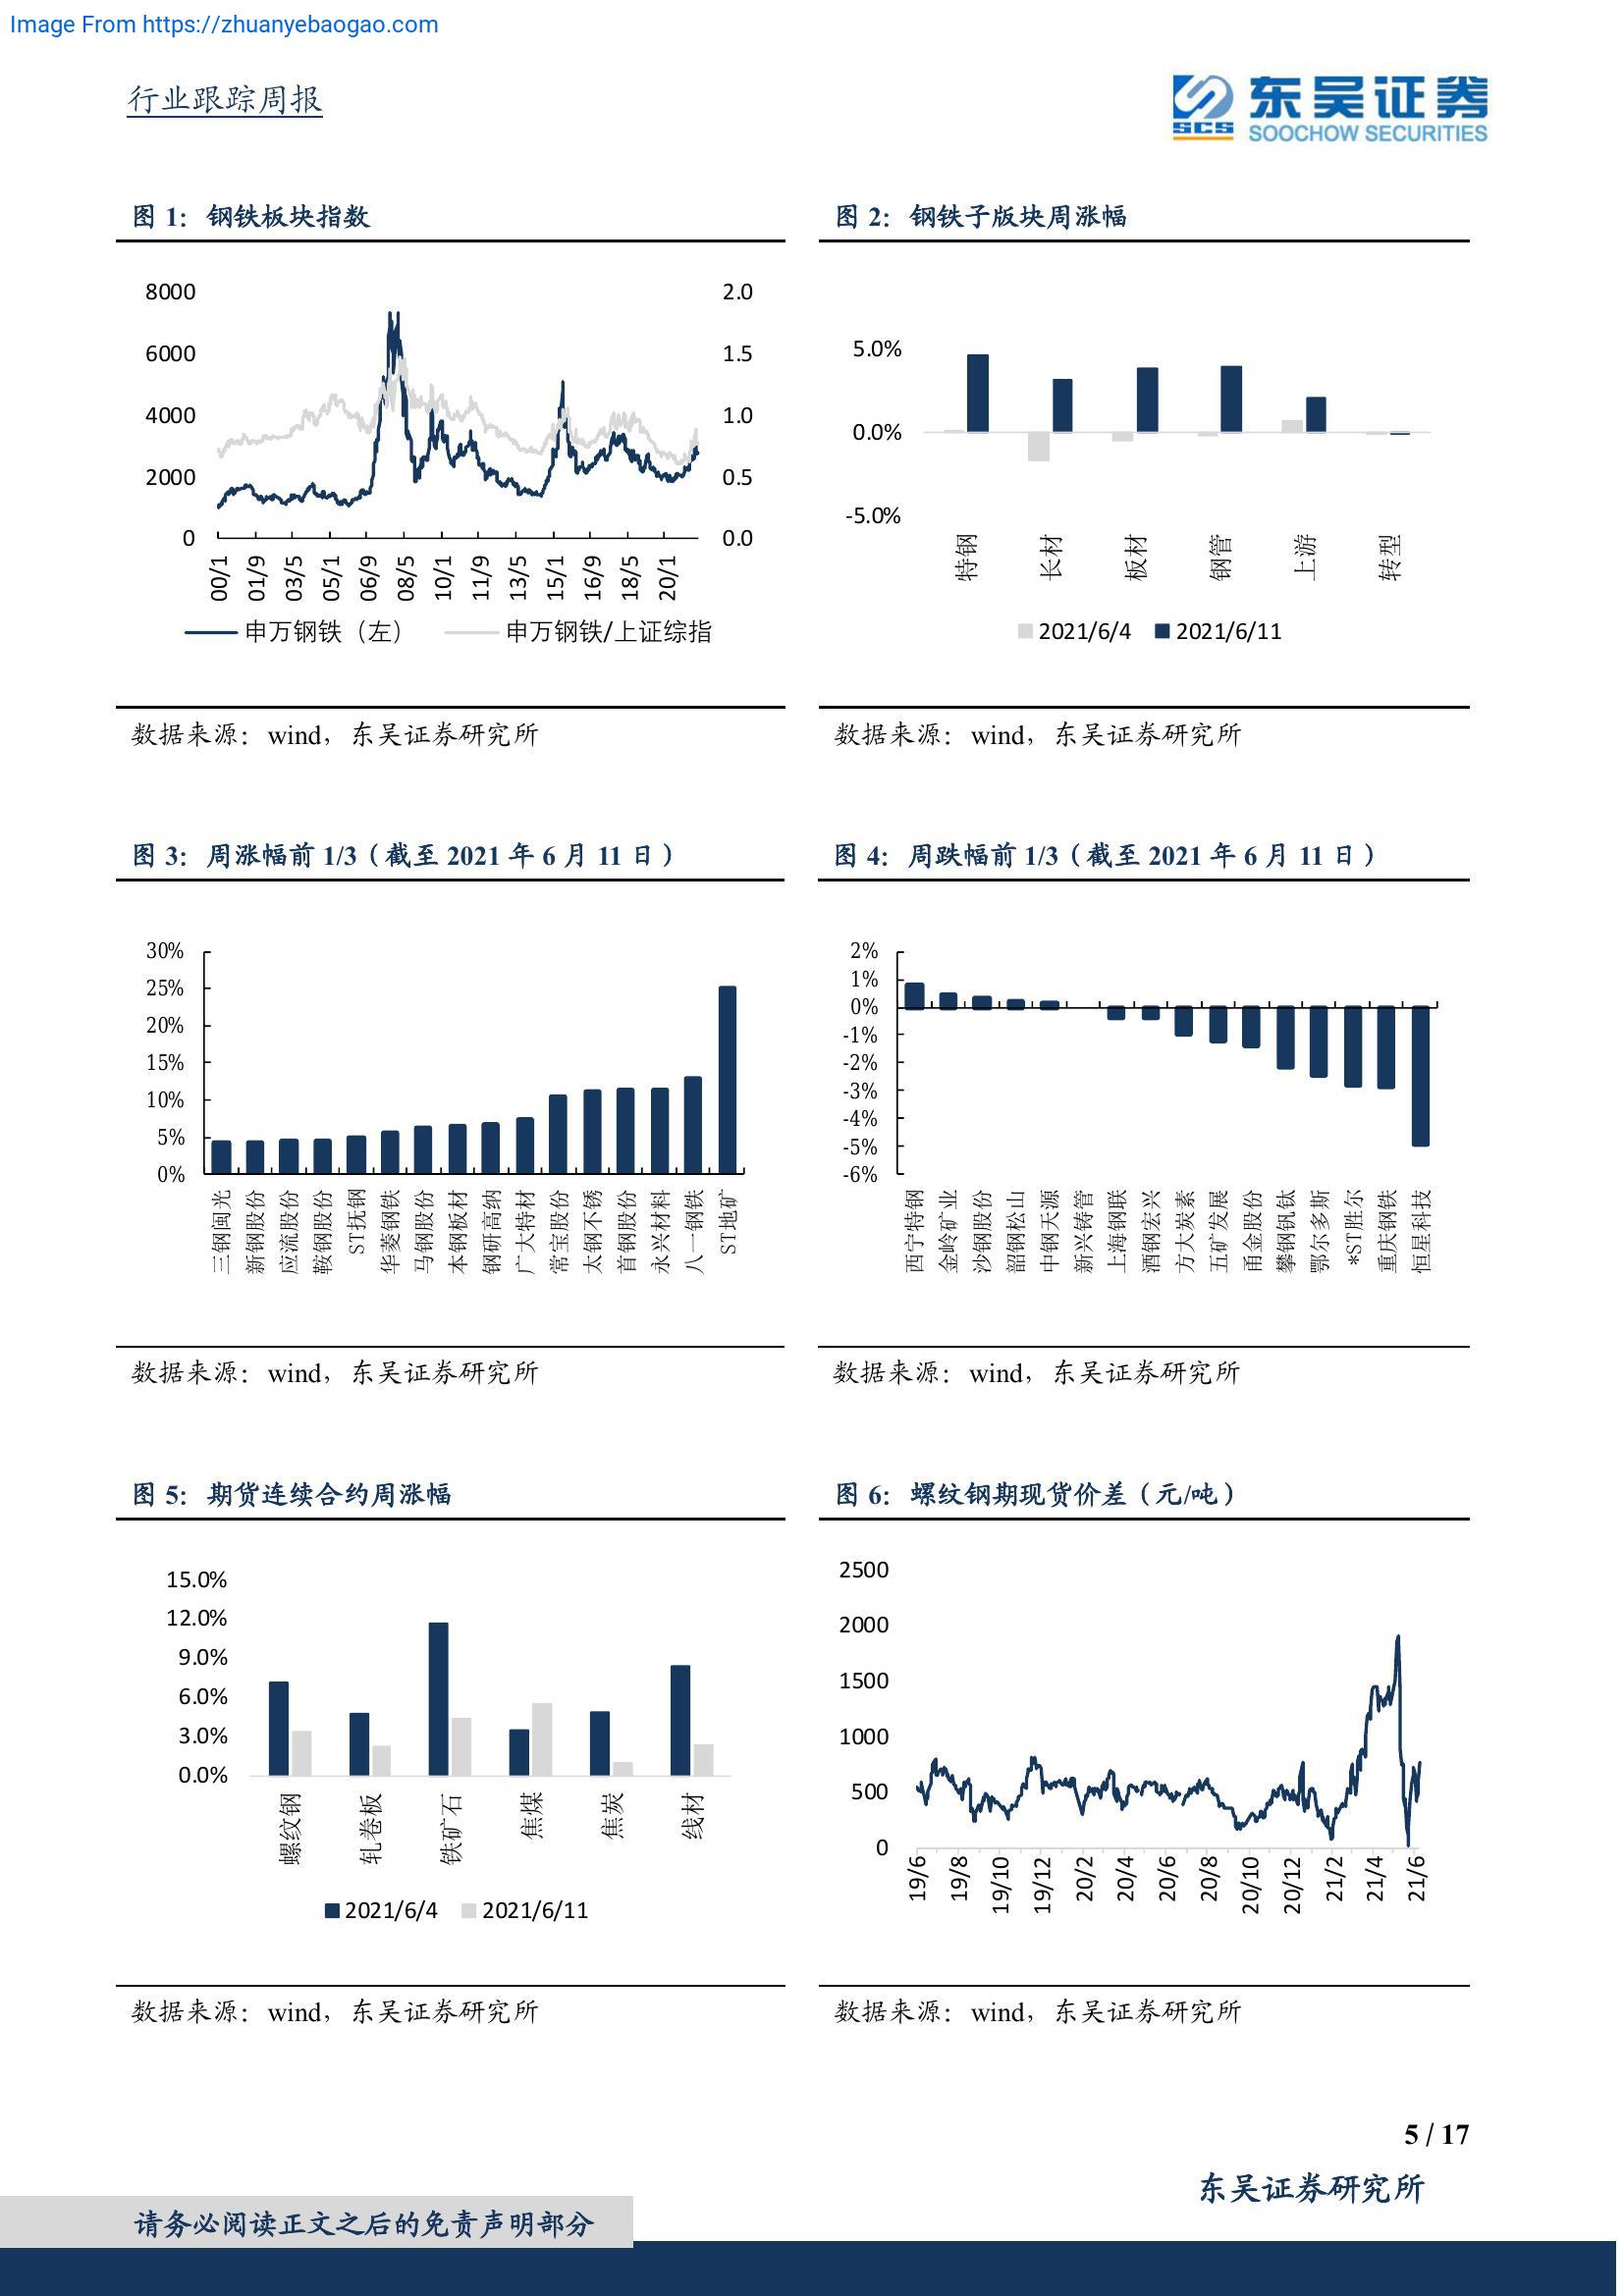 Image From https://zhuanyebaogao.com
行业跟踪周报
东吴证券
SCS
SOOCHOW SECURITIES
图 1：钢铁板块指数
8000
6000
4000
2000
0
2.0
1.5
1.0
0.5
0.0
00/1
01/9
03/5
05/1
06/9
08/5
10/1
11/9
13/5
15/1
16/9
18/5
20/1
申万钢铁（左）
申万钢铁/上证综指
数据来源：wind，东吴证券研究所
图 2：钢铁子版块周涨幅
5.0%
0.0%
-5.0%
特钢
长材
板材
钢管
上游
转型
2021/6/4
2021/6/11
数据来源：wind，东吴证券研究所
图 3：周涨幅前 1/3（截至 2021 年 6 月 11 日）
30%
25%
20%
15%
10%
5%
0%
三钢闽光
新钢股份
应流股份
鞍钢股份
ST抚钢
华菱钢铁
马钢股份
本钢板材
钢研高纳
广大特材
常宝股份
太钢不锈
首钢股份
永兴材料
八一钢铁
ST地矿
数据来源：wind，东吴证券研究所
图 4：周跌幅前 1/3（截至 2021 年 6 月 11 日）
2%
1%
0%
-1%
-2%
-3%
-4%
-5%
-6%
西宁特钢
金岭矿业
沙钢股份
韶钢松山
中钢天源
新兴铸管
上海钢联
酒钢宏兴
方大炭素
五矿发展
甬金股份
攀钢钒钛
鄂尔多斯
*ST胜尔
重庆钢铁
恒星科技
数据来源：wind，东吴证券研究所
图 5：期货连续合约周涨幅
15.0%
12.0%
9.0%
6.0%
3.0%
0.0%
螺纹钢
轧卷板
铁矿石
焦煤
焦炭
线材
2021/6/4
2021/6/11
数据来源：wind，东吴证券研究所
图 6：螺纹钢期现货价差（元/吨）
2500
2000
1500
1000
500
0
19/6
19/8
19/10
19/12
20/2
20/4
20/6
20/8
20/10
20/12
21/2
21/4
21/6
数据来源：wind，东吴证券研究所
5 / 17
东吴证券研究所
请务必阅读正文之后的免责声明部分